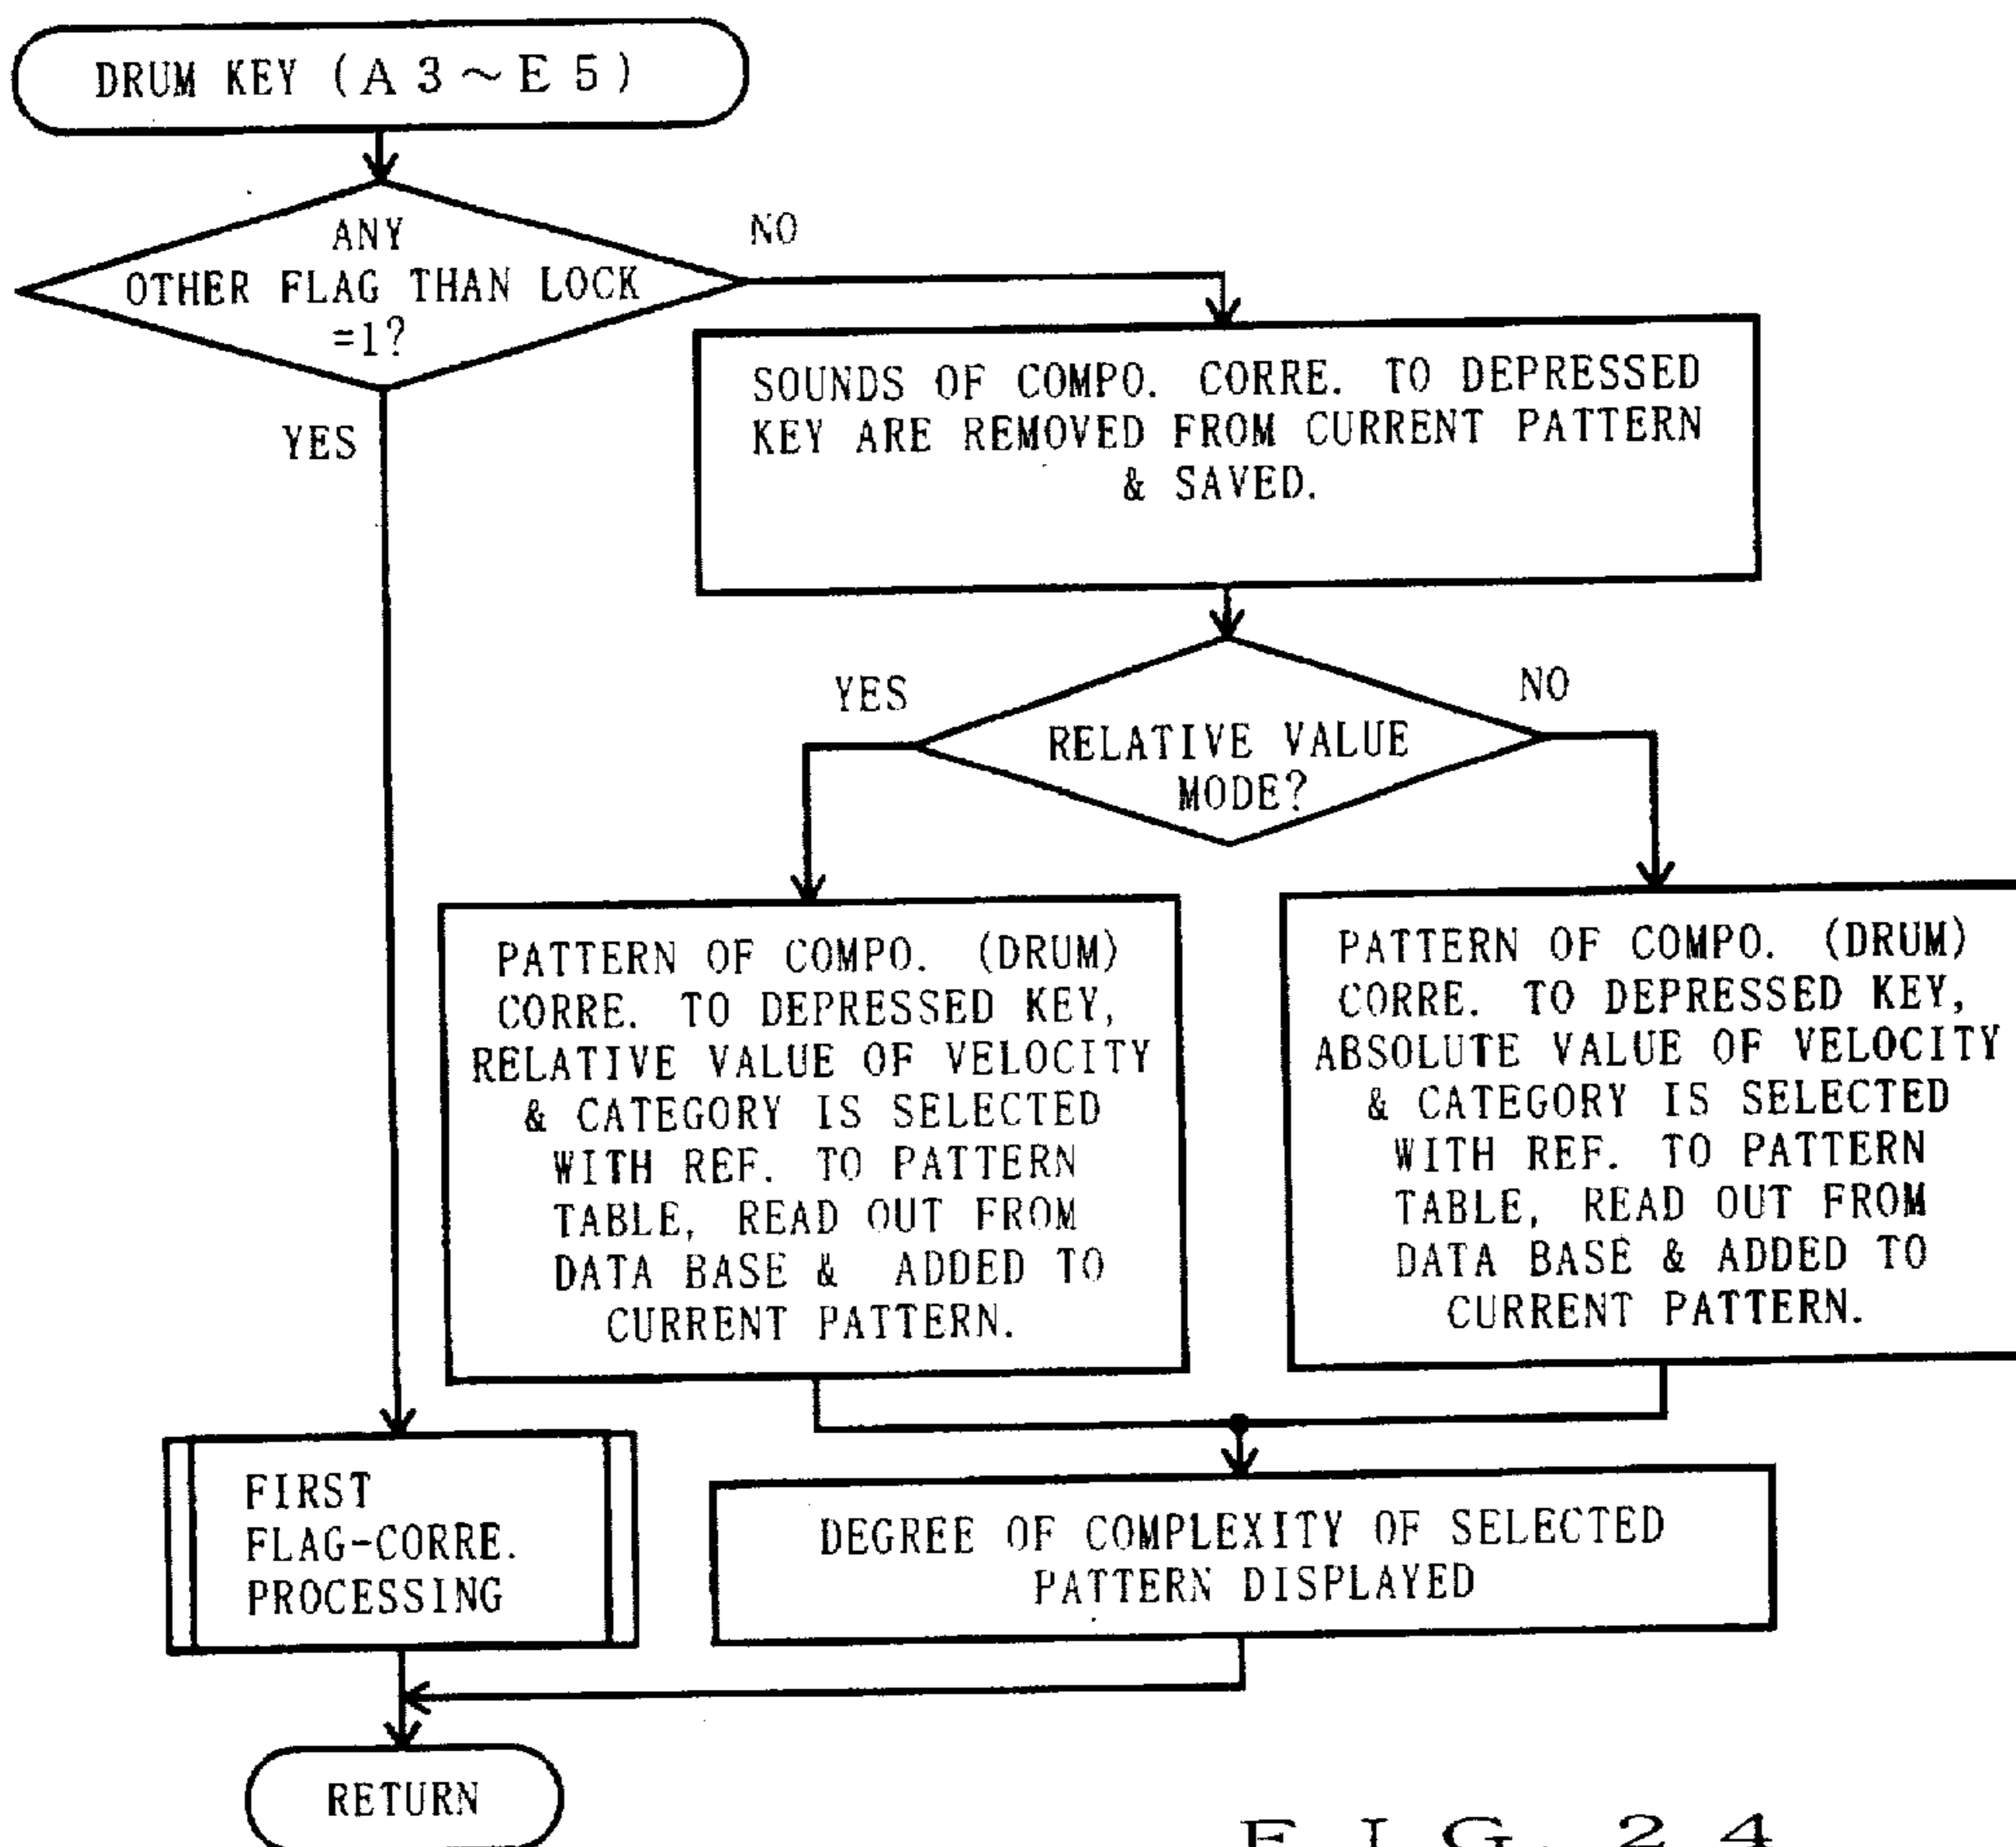 DRUM KEY (A3~E5)
ANY
OTHER FLAG THAN LOCK
=1?
NO
YES
SOUNDS OF COMPO. CORRE. TO DEPRESSED
KEY ARE REMOVED FROM CURRENT PATTERN
& SAVED.
YES
NO
RELATIVE VALUE
MODE?
PATTERN OF COMPO. (DRUM)
CORRE. TO DEPRESSED KEY,
RELATIVE VALUE OF VELOCITY
& CATEGORY IS SELECTED
WITH REF. TO PATTERN
TABLE, READ OUT FROM
DATA BASE & ADDED TO
CURRENT PATTERN.
PATTERN OF COMPO. (DRUM)
CORRE. TO DEPRESSED KEY,
ABSOLUTE VALUE OF VELOCITY
& CATEGORY IS SELECTED
WITH REF. TO PATTERN
TABLE, READ OUT FROM
DATA BASE & ADDED TO
CURRENT PATTERN.
FIRST
FLAG-CORRE.
PROCESSING
DEGREE OF COMPLEXITY OF SELECTED
PATTERN DISPLAYED
RETURN
FIG. 24